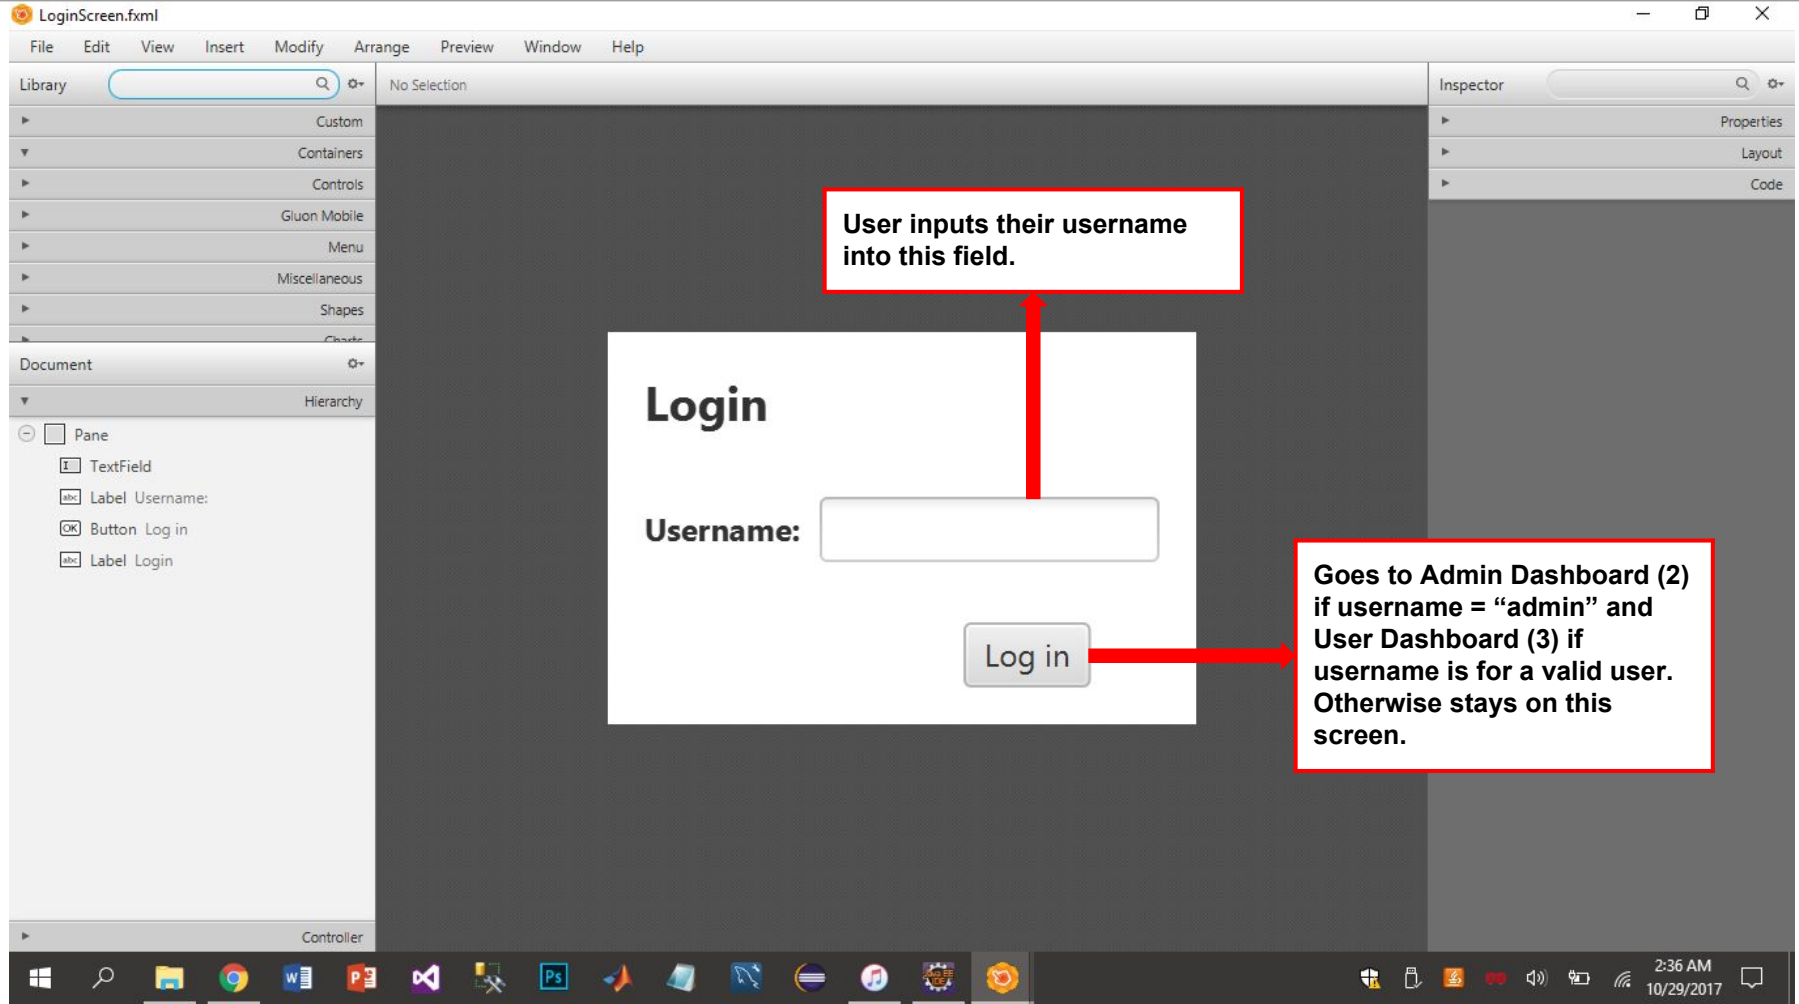 LoginScreen.fxml
File Edit View Insert Modify Arrange Preview Window Help
Library
No Selection
Inspector
Custom
Containers
Controls
Gluon Mobile
Menu
Miscellaneous
Shapes
Charts
Properties
Layout
Code
Document
Hierarchy
Pane
TextField
Label Username:
Button Log in
Label Login
Controller
User inputs their username
into this field.
Login
Username:
Log in
Goes to Admin Dashboard (2)
if username = “admin” and
User Dashboard (3) if
username is for a valid user.
Otherwise stays on this
screen.
2:36 AM
10/29/2017